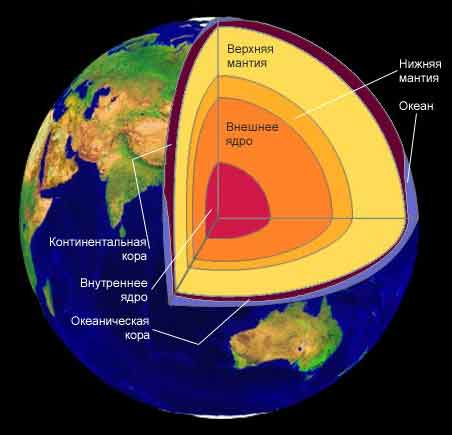 Верхняя
мантия
Нижняя
мантия
Океан
Внешнее
ядро
Континентальная
кора
Внутреннее
ядро
Океаническая
кора